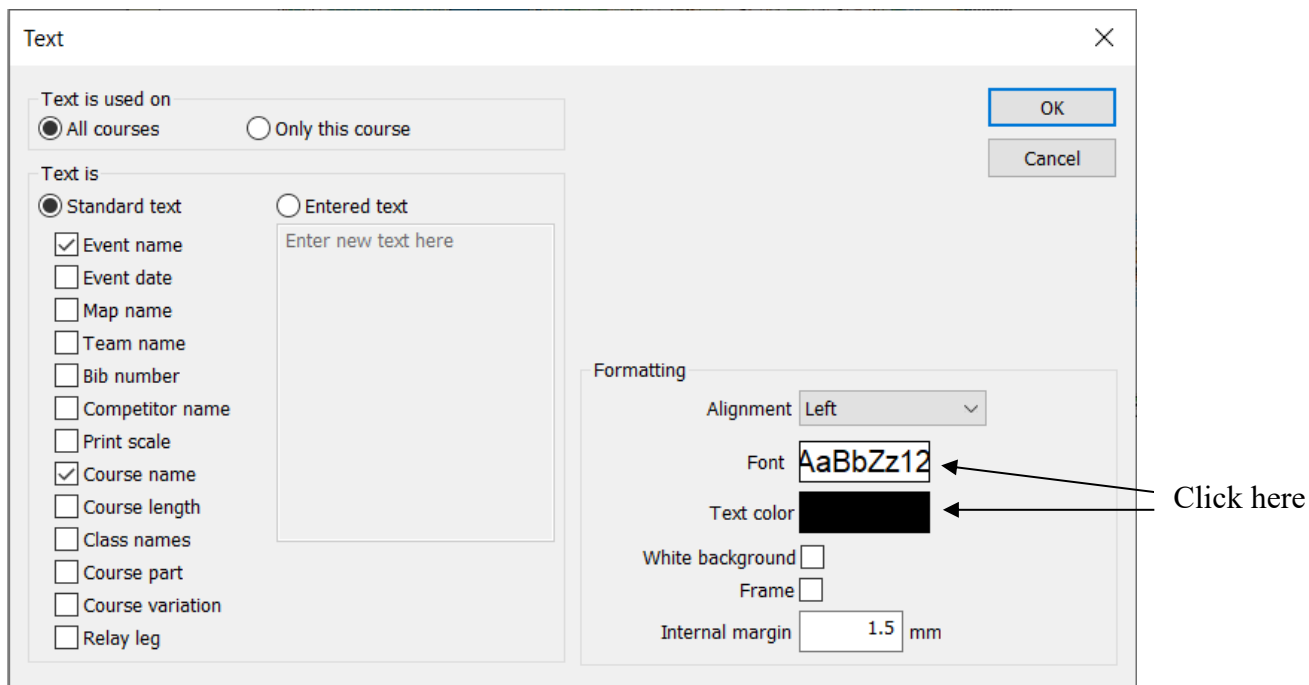 Text
Text is used on
All courses
Only this course
OK
Cancel
Text is
Standard text
Entered text
Event name
Event date
Map name
Team name
Bib number
Competitor name
Print scale
Course name
Course length
Class names
Course part
Course variation
Relay leg
Enter new text here
Formatting
Alignment Left
Font AaBbZz12
Text color
White background
Frame
Internal margin 1.5 mm
Click here